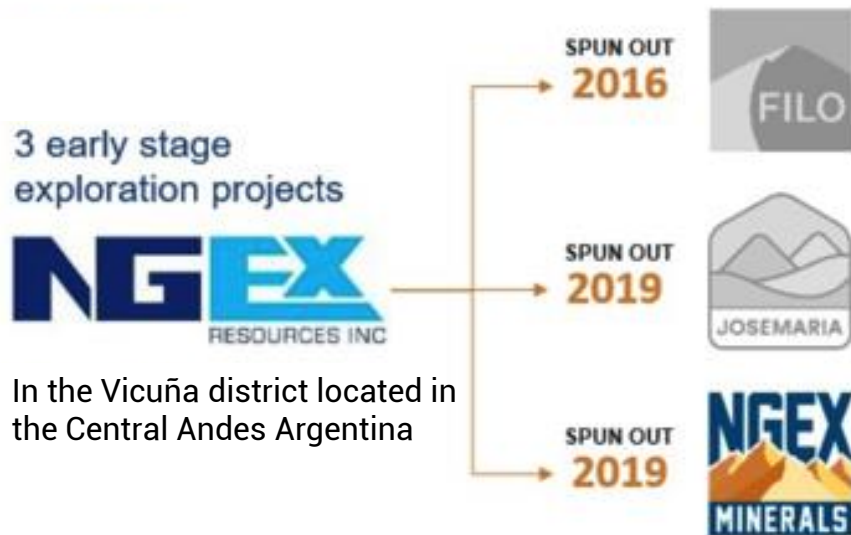 3 early stage
exploration projects
NGEX
RESOURCES INC
In the Vicuña district located in
the Central Andes Argentina
SPUN OUT
2016
FILO
SPUN OUT
2019
JOSEMARIA
SPUN OUT
2019
NGEX
MINERALS